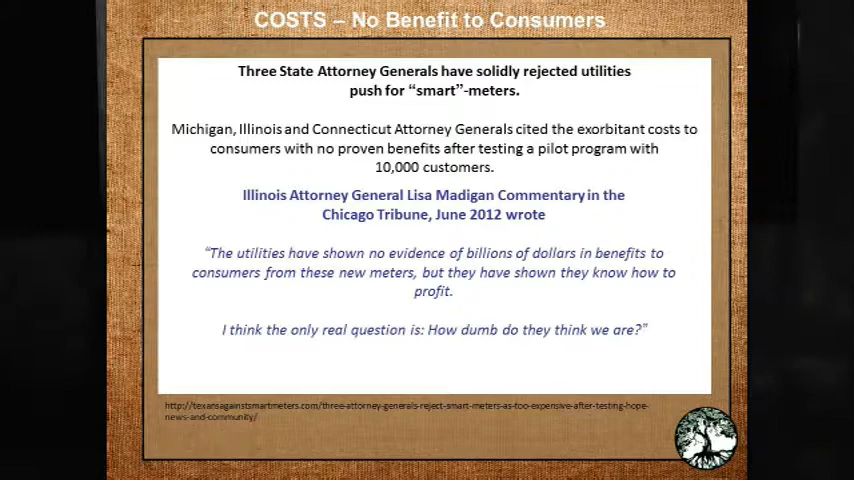 COSTS – No Benefit to Consumers
Three State Attorney Generals have solidly rejected utilities
push for “smart”-meters.
Michigan, Illinois and Connecticut Attorney Generals cited the exorbitant costs to
consumers with no proven benefits after testing a pilot program with
10,000 customers.
Illinois Attorney General Lisa Madigan Commentary in the
Chicago Tribune, June 2012 wrote
“The utilities have shown no evidence of billions of dollars in benefits to
consumers from these new meters, but they have shown they know how to
profit.
I think the only real question is: How dumb do they think we are?”
http://texansagainstsmartmeters.com/three-attorney-generals-reject-smart-meters-as-too-expensive-after-testing-hope-
news-and-community/